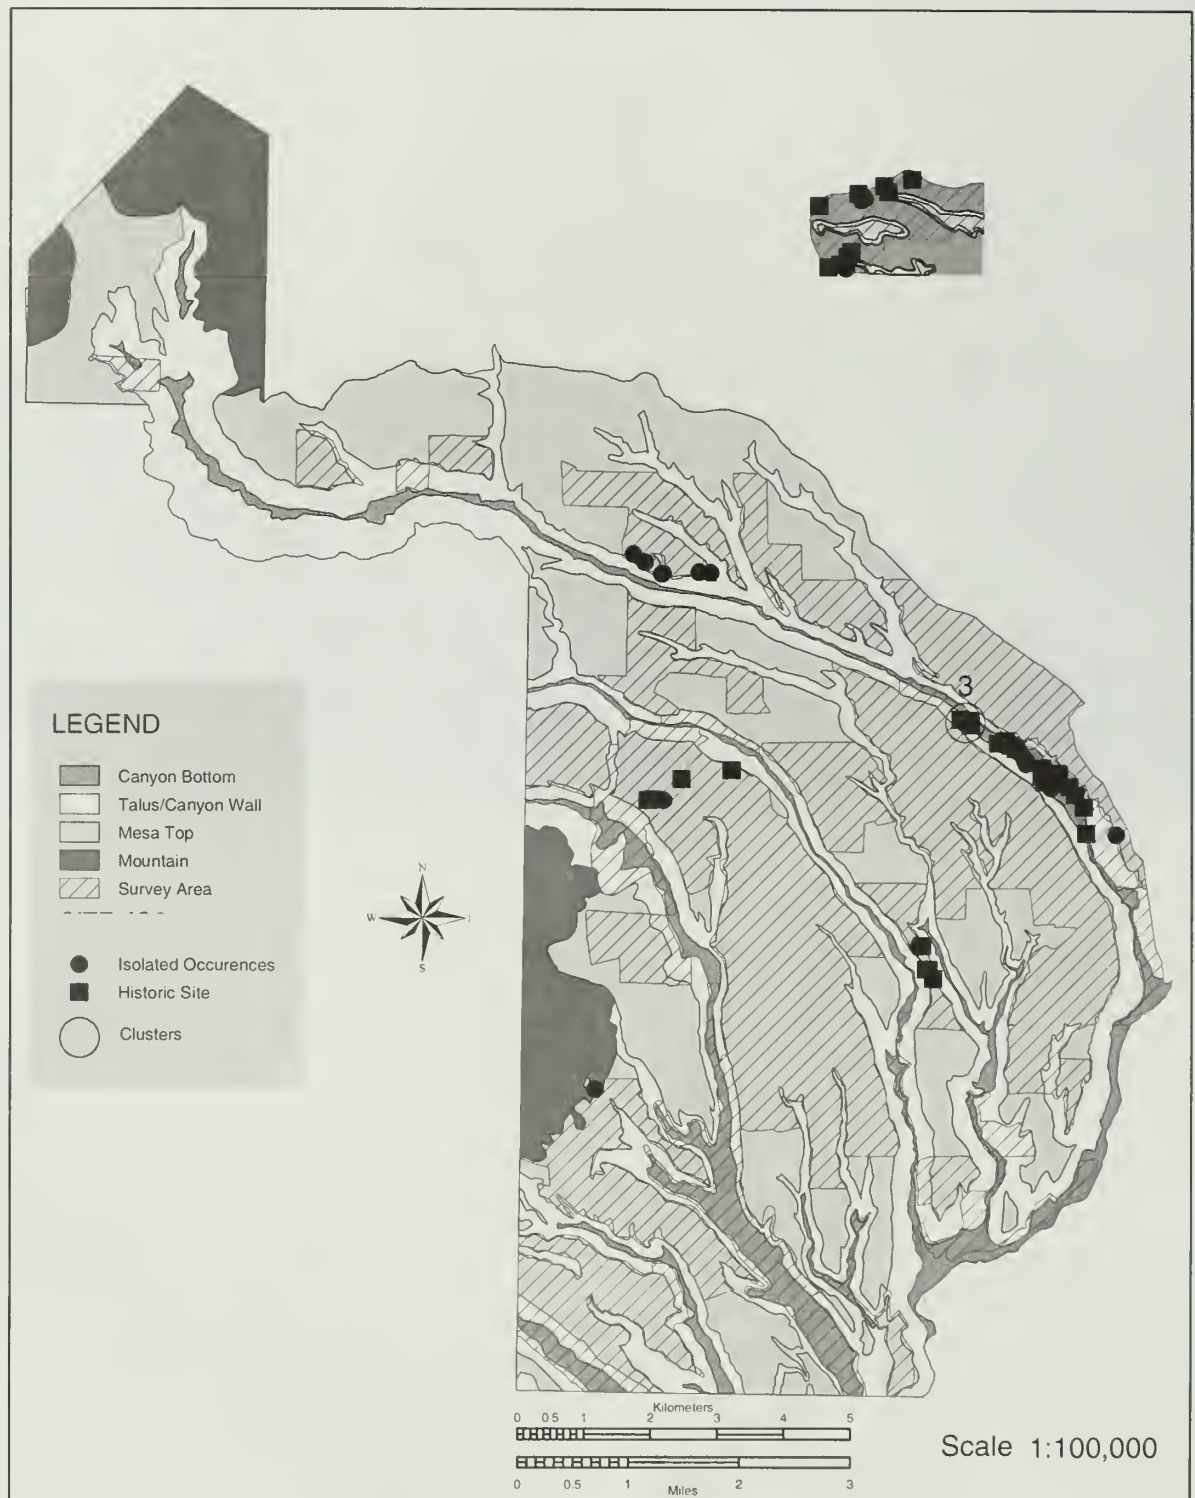 3
LEGEND
Canyon Bottom
Talus/Canyon Wall
Mesa Top
Mountain
Survey Area
Isolated Occurences
Historic Site
Clusters
N
W
S
Kilometers
0 0 5 1 2 3 4 5
0 0.5 1 2 3
Miles
Scale 1:100,000